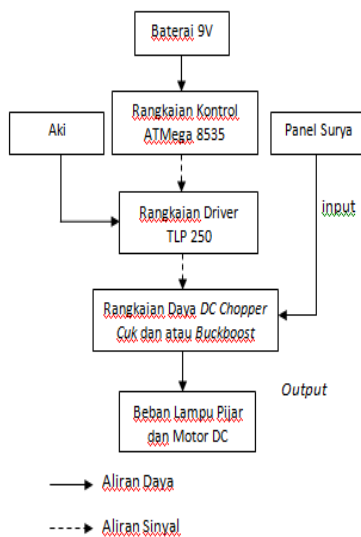 Baterai 9V
Rangkaian Kontrol
ATMega 8535
Aki
Panel Surya
input
Rangkaian Driver
TLP 250
Rangkaian Daya DC Chopper
Cuk dan atau Buckboost
Output
Beban Lampu Pijar
dan Motor DC
Aliran Daya
Aliran Sinyal